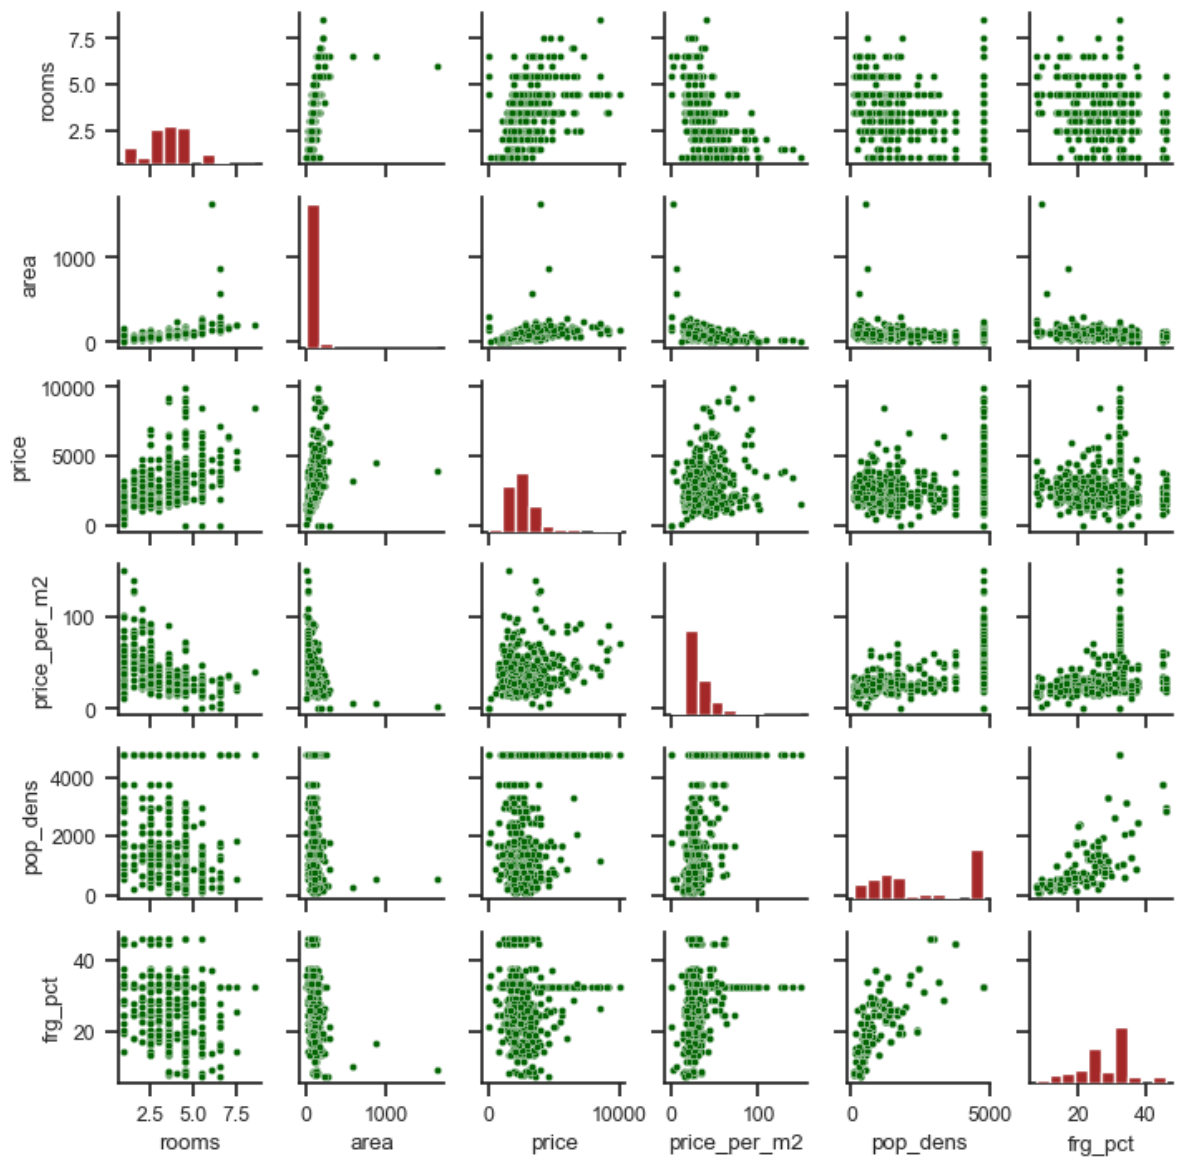 7.5
5.0
2.5
rooms
1000
0
area
10000
5000
0
price
100
0
price_per_m2
4000
2000
0
pop_dens
40
20
frg_pct
2.5 5.0 7.5 0 1000 0 10000 0 100 0 5000 20 40
rooms area price price_per_m2 pop_dens frg_pct